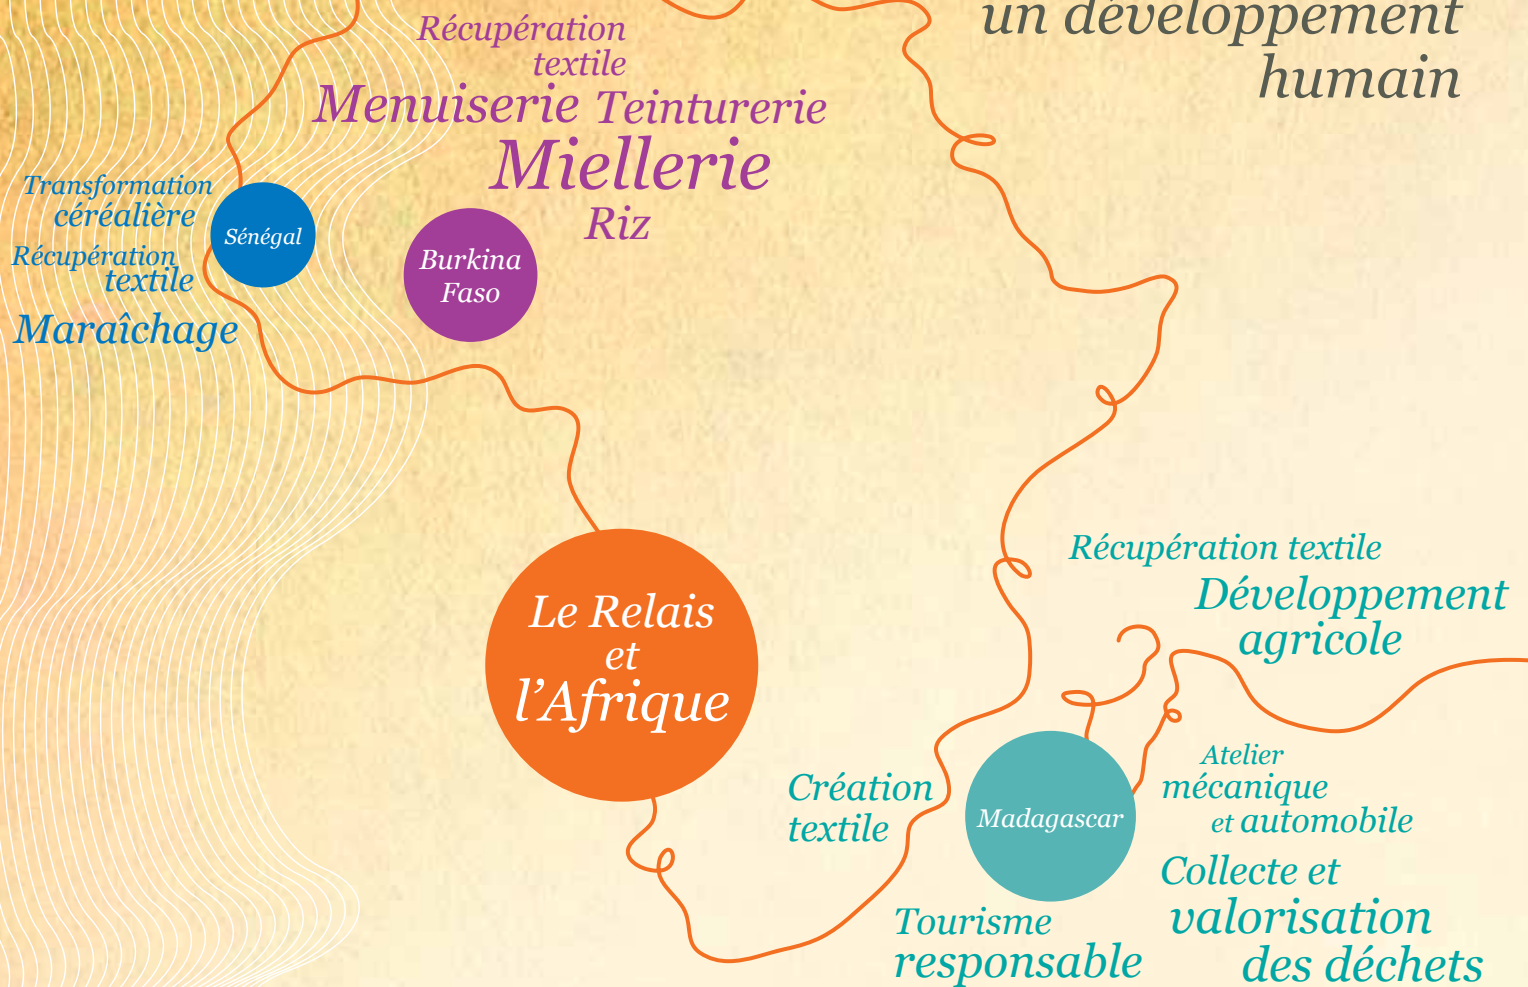 un développement
humain
Récupération
textile
Menuiserie Teinturerie
Miellerie
Riz
Burkina
Faso
Transformation
céréalière
Récupération
textile
Maraîchage
Sénégal
Le Relais
et
l’Afrique
Récupération textile
Développement
agricole
Création
textile
Madagascar
Atelier
mécanique
et automobile
Collecte et
valorisation
des déchets
Tourisme
responsable